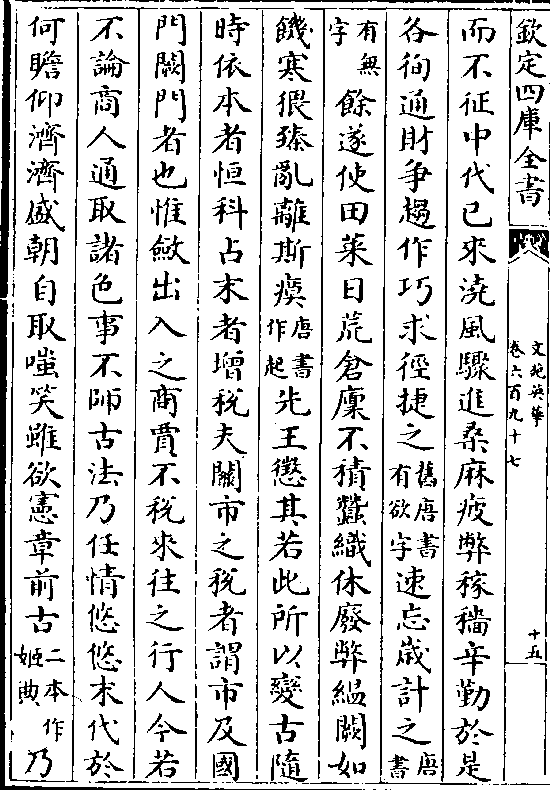 欽定四庫全書
文苑英華
卷六百九十七
十五
而不征中代已來澆風驟進桑麻疲弊稼穡辛勤於是
各徇通財爭趨作巧求徑捷之舊唐書有欲字速忘歲計之唐書
有無字餘遂使田萊日荒倉廩不積蠶織休廢弊緼闕如
饑寒猥臻亂離斯瘼唐書作起先王懲其若此所以變古隨
時依本者恒科占末者增稅夫關市之稅者謂市及國
門關門者也惟斂出入之商賈不稅來往之行人今若
不論商人通取諸色事不師古法乃任情悠悠末代於
何瞻仰濟濟盛朝自取嗤笑雖欲憲章前古二本作姬典乃